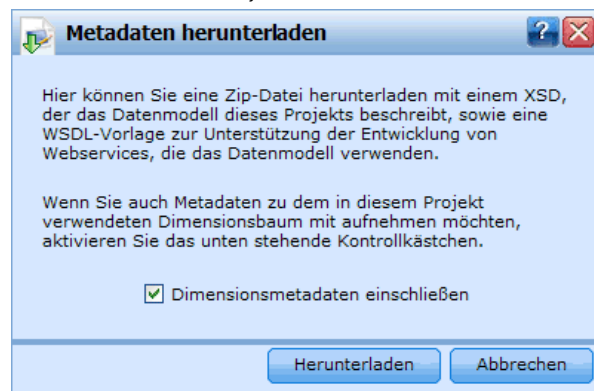 Metadaten herunterladen
?
Hier können Sie eine Zip-Datei herunterladen mit einem XSD,
der das Datenmodell dieses Projekts beschreibt, sowie eine
WSDL-Vorlage zur Unterstützung der Entwicklung von
Webservices, die das Datenmodell verwenden.
Wenn Sie auch Metadaten zu dem in diesem Projekt
verwendeten Dimensionsbaum mit aufnehmen möchten,
aktivieren Sie das unten stehende Kontrollkästchen.
Dimensionsmetadaten einschließen
Herunterladen Abbrechen